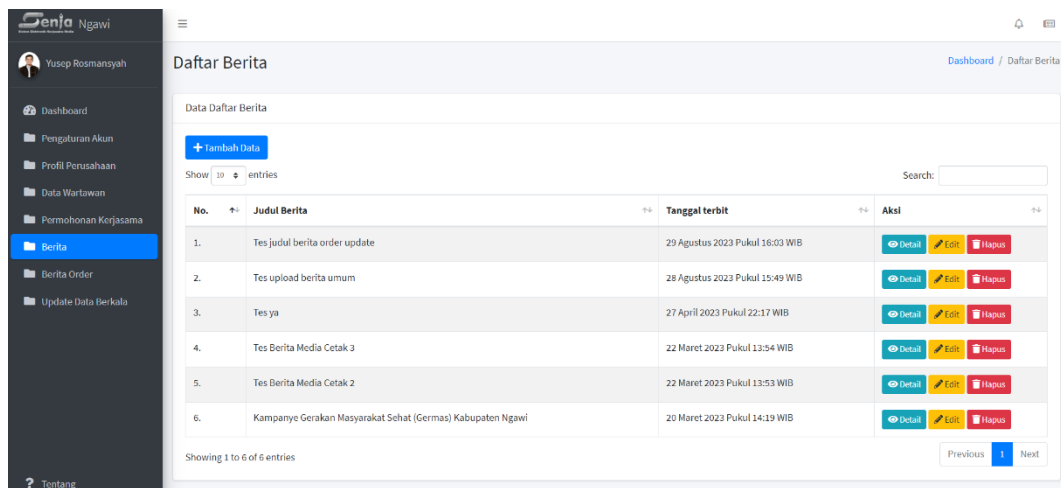 Senja Ngawi
Yusep Rosmansyah
Dashboard
Pengaturan Akun
Profil Perusahaan
Data Wartawan
Permohonan Kerjasama
Berita
Berita Order
Update Data Berkala
? Tentang
Daftar Berita
Dashboard / Daftar Berita
Data Daftar Berita
+ Tambah Data
Show 10 entries
Search:
No. Judul Berita Tanggal terbit Aksi
1. Tes judul berita order update 29 Agustus 2023 Pukul 16:03 WIB Detail Edit Hapus
2. Tes upload berita umum 28 Agustus 2023 Pukul 15:49 WIB Detail Edit Hapus
3. Tes ya 27 April 2023 Pukul 22:17 WIB Detail Edit Hapus
4. Tes Berita Media Cetak 3 22 Maret 2023 Pukul 13:54 WIB Detail Edit Hapus
5. Tes Berita Media Cetak 2 22 Maret 2023 Pukul 13:53 WIB Detail Edit Hapus
6. Kampanye Gerakan Masyarakat Sehat (Germas) Kabupaten Ngawi 20 Maret 2023 Pukul 14:19 WIB Detail Edit Hapus
Showing 1 to 6 of 6 entries
Previous 1 Next